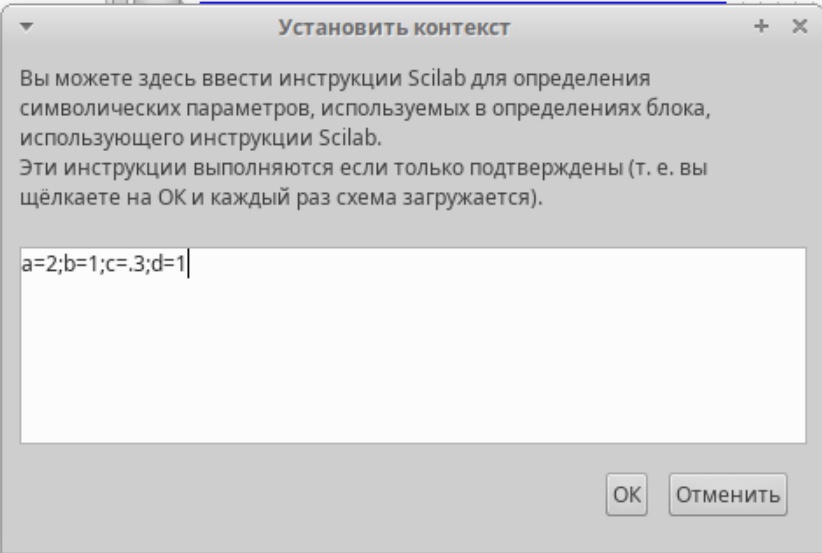 Установить контекст
Вы можете здесь ввести инструкции Scilab для определения
символических параметров, используемых в определениях блока,
использующего инструкции Scilab.
Эти инструкции выполняются если только подтверждены (т. е. вы
щёлкаете на ОК и каждый раз схема загружается).
a=2;b=1;c=.3;d=1
ОК Отменить